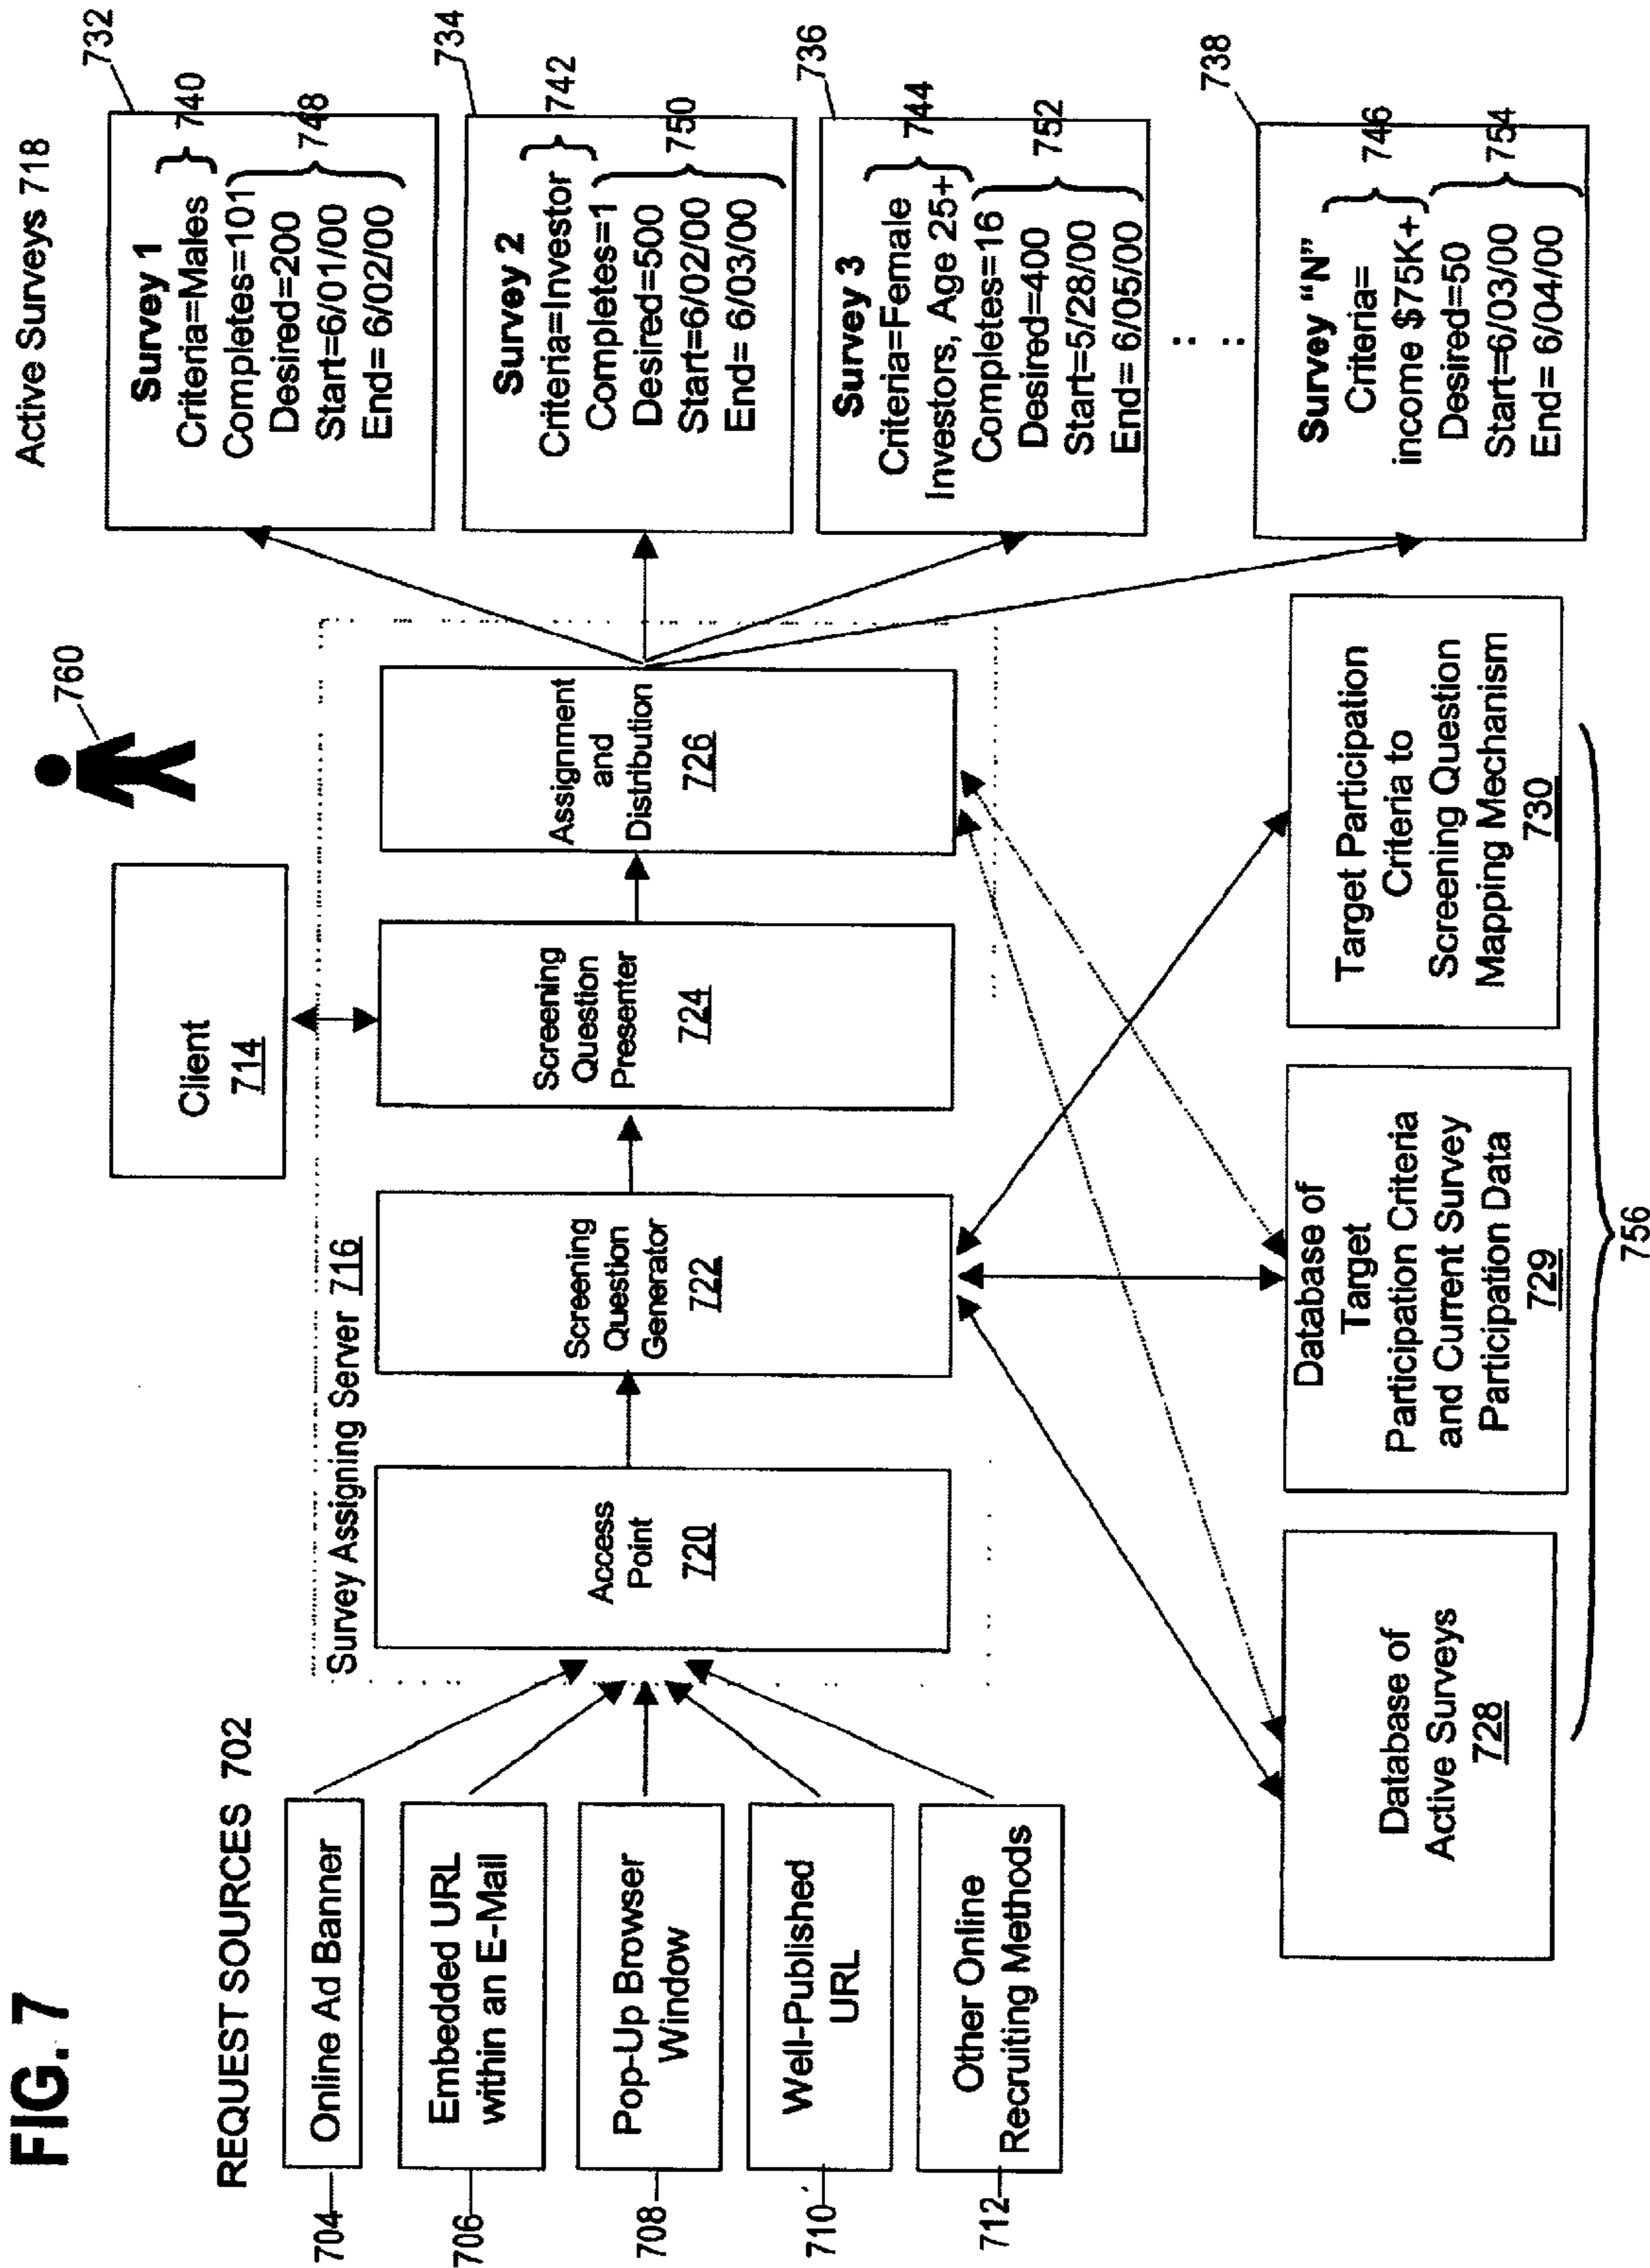 FIG. 7
REQUEST SOURCES 702
704
Online Ad Banner
706
Embedded URL
within an E-Mail
708
Pop-Up Browser
Window
710
Well-Published
URL
712
Other Online
Recruiting Methods
Survey Assigning Server 716
Access
Point
720
Screening
Question
Generator
722
Screening
Question
Presenter
724
Assignment
and
Distribution
726
Client
714
760
Database of
Active Surveys
728
Database of
Target
Participation Criteria
and Current Survey
Participation Data
729
Target Participation
Criteria to
Screening Question
Mapping Mechanism
730
756
Active Surveys 718
732
Survey 1
Criteria=Males
740
Completes=101
Desired=200
748
Start=6/01/00
End= 6/02/00
734
Survey 2
Criteria=Investor
742
Completes=1
Desired=500
750
Start=6/02/00
End= 6/03/00
736
Survey 3
Criteria=Female
Investors, Age 25+
744
Completes=16
Desired=400
752
Start=5/28/00
End= 6/05/00
738
Survey "N"
Criteria=
income $75K+
746
Desired=50
Start=6/03/00
754
End= 6/04/00